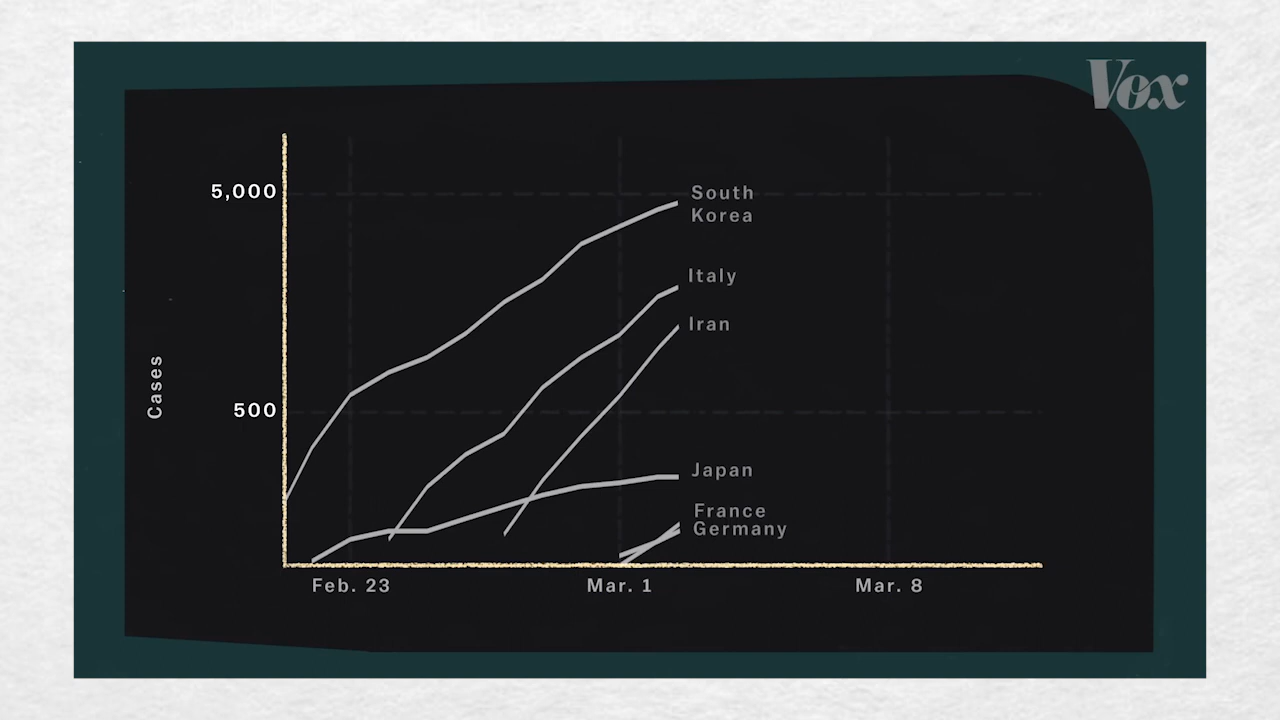 Vox
5,000
South
Korea
Italy
Iran
Cases
500
Japan
France
Germany
Feb. 23
Mar. 1
Mar. 8